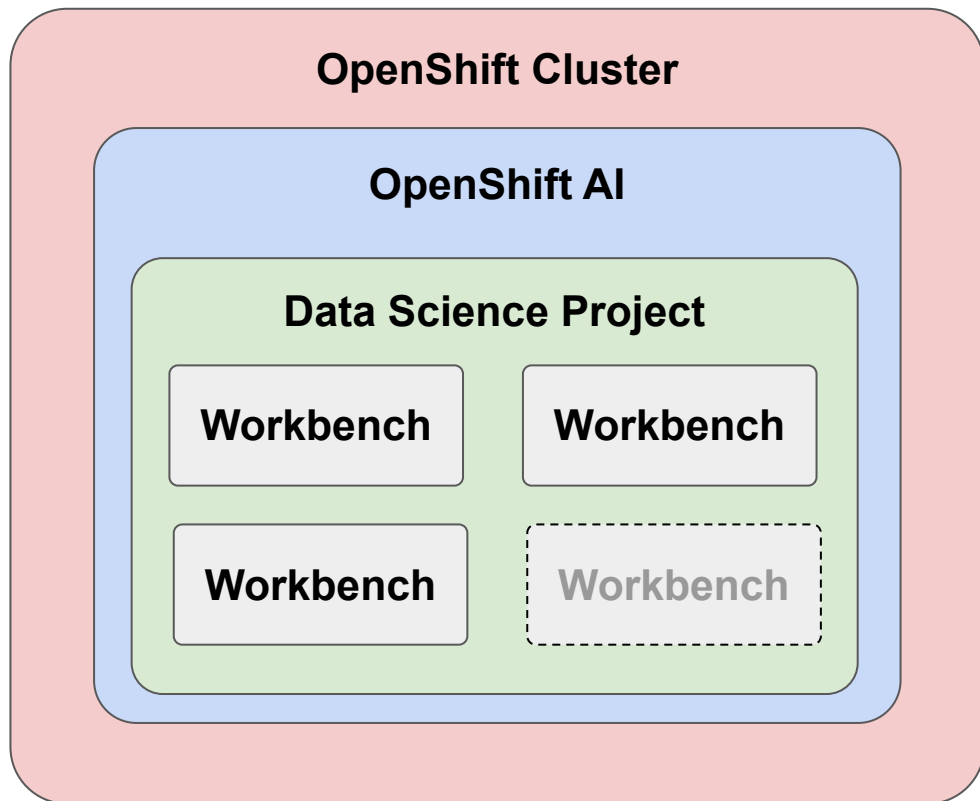 OpenShift Cluster
OpenShift AI
Data Science Project
Workbench
Workbench
Workbench
Workbench